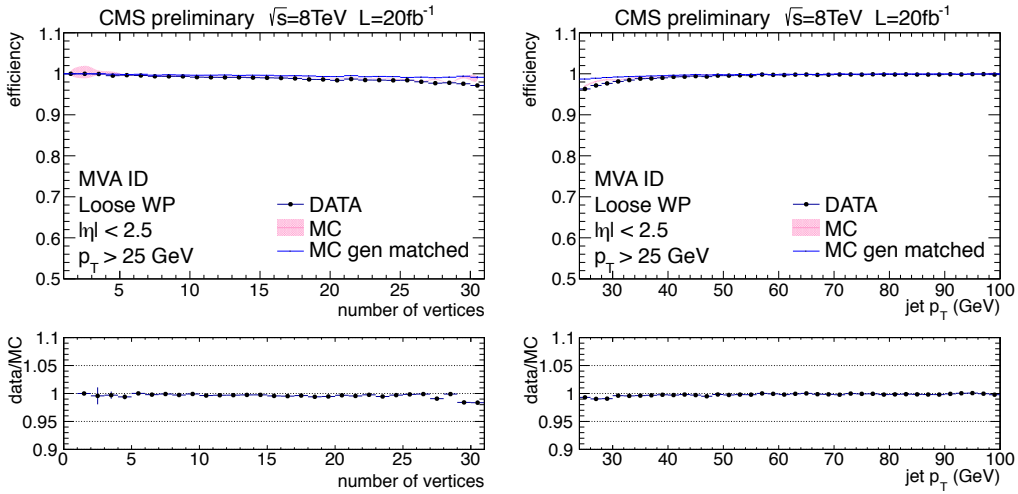 CMS preliminary √s=8TeV L=20fb⁻¹
efficiency
1.1
1
0.9
0.8
0.7
0.6
0.5
MVA ID
Loose WP
|η| < 2.5
p_T > 25 GeV
DATA
MC
MC gen matched
5 10 15 20 25 30
number of vertices
data/MC
1.1
1.05
1
0.95
0.9
0 5 10 15 20 25 30
number of vertices
CMS preliminary √s=8TeV L=20fb⁻¹
efficiency
1.1
1
0.9
0.8
0.7
0.6
0.5
MVA ID
Loose WP
|η| < 2.5
p_T > 25 GeV
DATA
MC
MC gen matched
30 40 50 60 70 80 90 100
jet p_T (GeV)
data/MC
1.1
1.05
1
0.95
0.9
30 40 50 60 70 80 90 100
jet p_T (GeV)